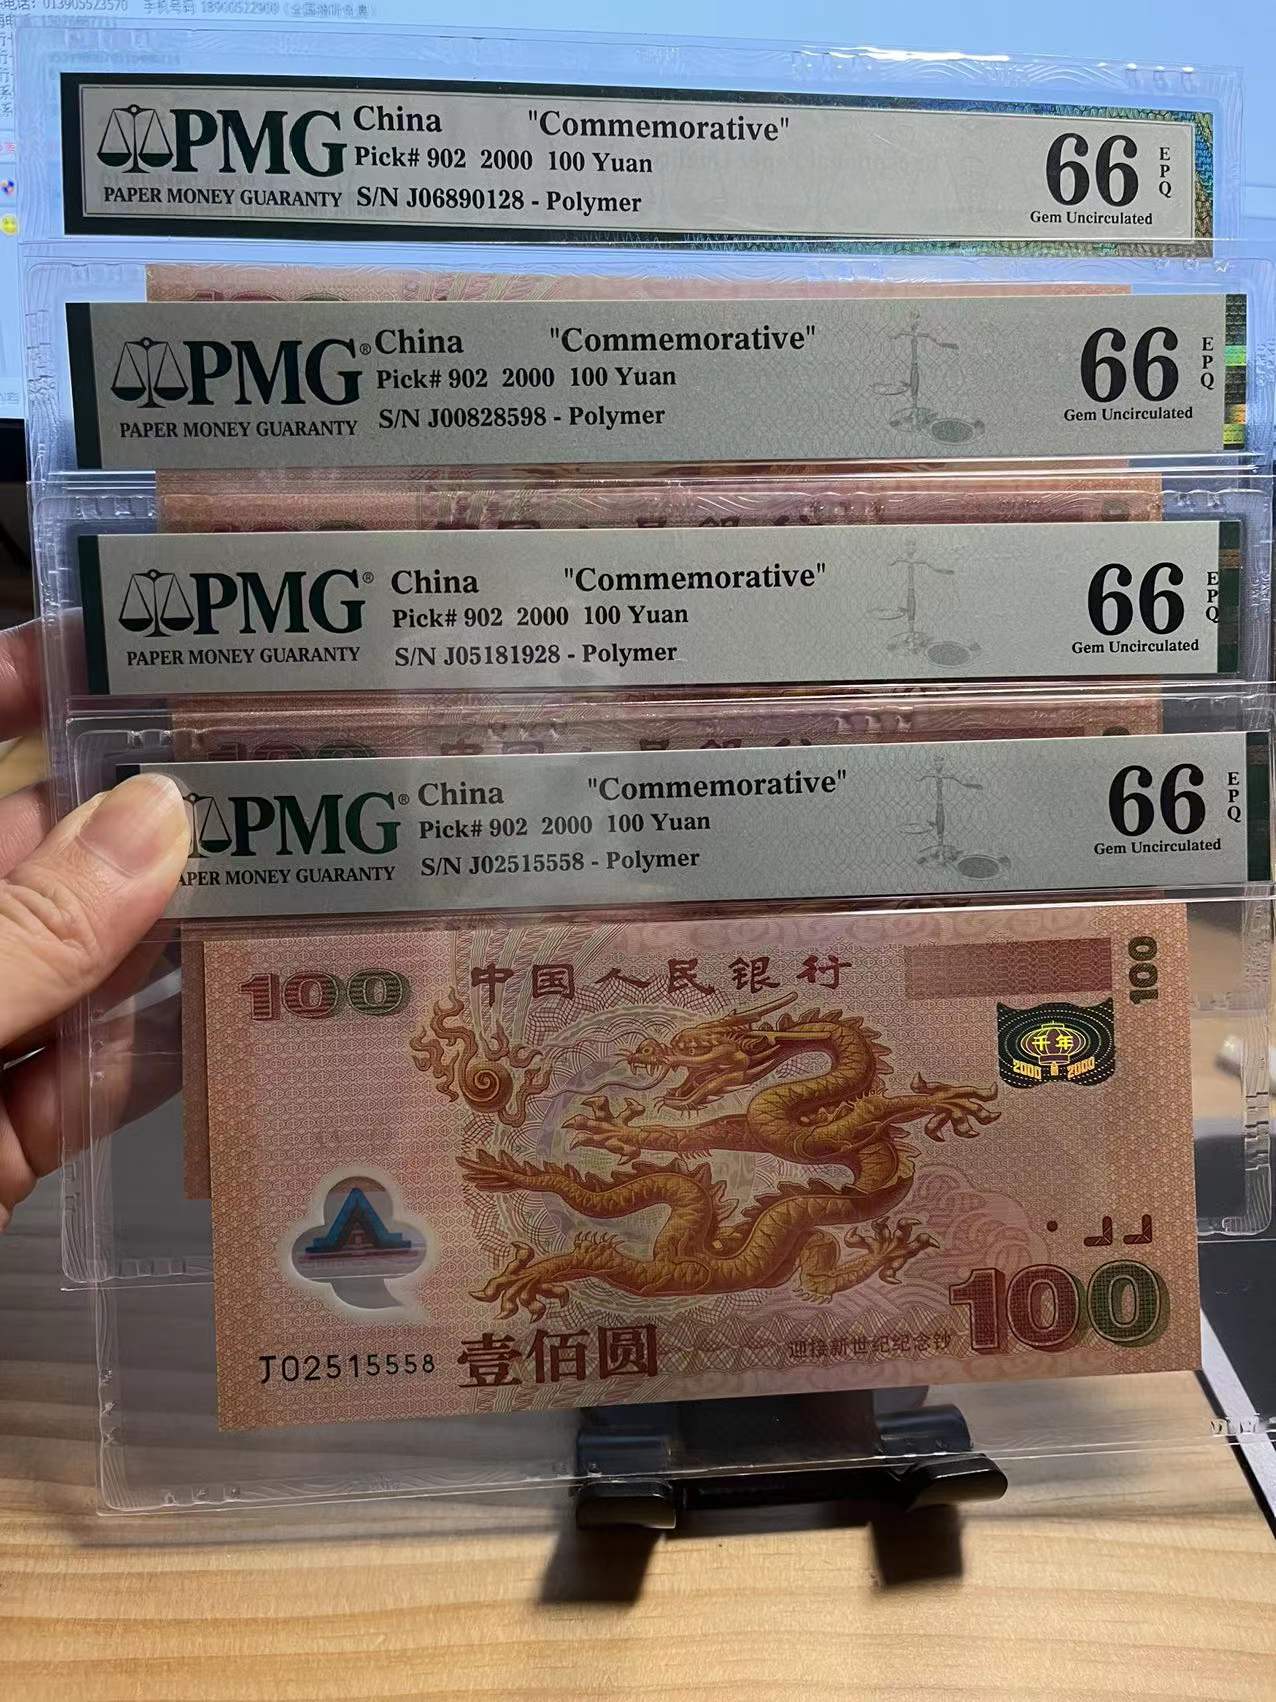 PMG
PAPER MONEY GUARANTY
China "Commemorative"
Pick# 902 2000 100 Yuan
S/N J06890128 - Polymer
66 EPQ
Gem Uncirculated
PMG®
PAPER MONEY GUARANTY
China "Commemorative"
Pick# 902 2000 100 Yuan
S/N J00828598 - Polymer
66 EPQ
Gem Uncirculated
PMG®
PAPER MONEY GUARANTY
China "Commemorative"
Pick# 902 2000 100 Yuan
S/N J05181928 - Polymer
66 EPQ
Gem Uncirculated
PMG®
APER MONEY GUARANTY
China "Commemorative"
Pick# 902 2000 100 Yuan
S/N J02515558 - Polymer
66 EPQ
Gem Uncirculated
100 中国人民银行 100
千年
2000 2000
100
J02515558 壹佰圆 迎接新世纪纪念钞